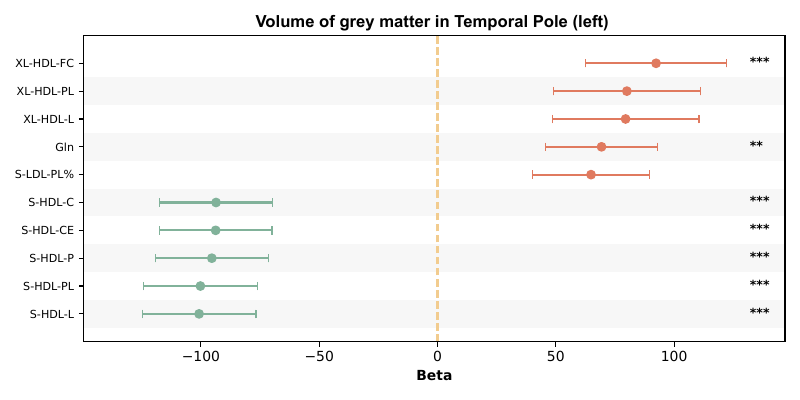 Volume of grey matter in Temporal Pole (left)
XL-HDL-FC ***
XL-HDL-PL
XL-HDL-L
Gln **
S-LDL-PL%
S-HDL-C ***
S-HDL-CE ***
S-HDL-P ***
S-HDL-PL ***
S-HDL-L ***
−100 −50 0 50 100
Beta